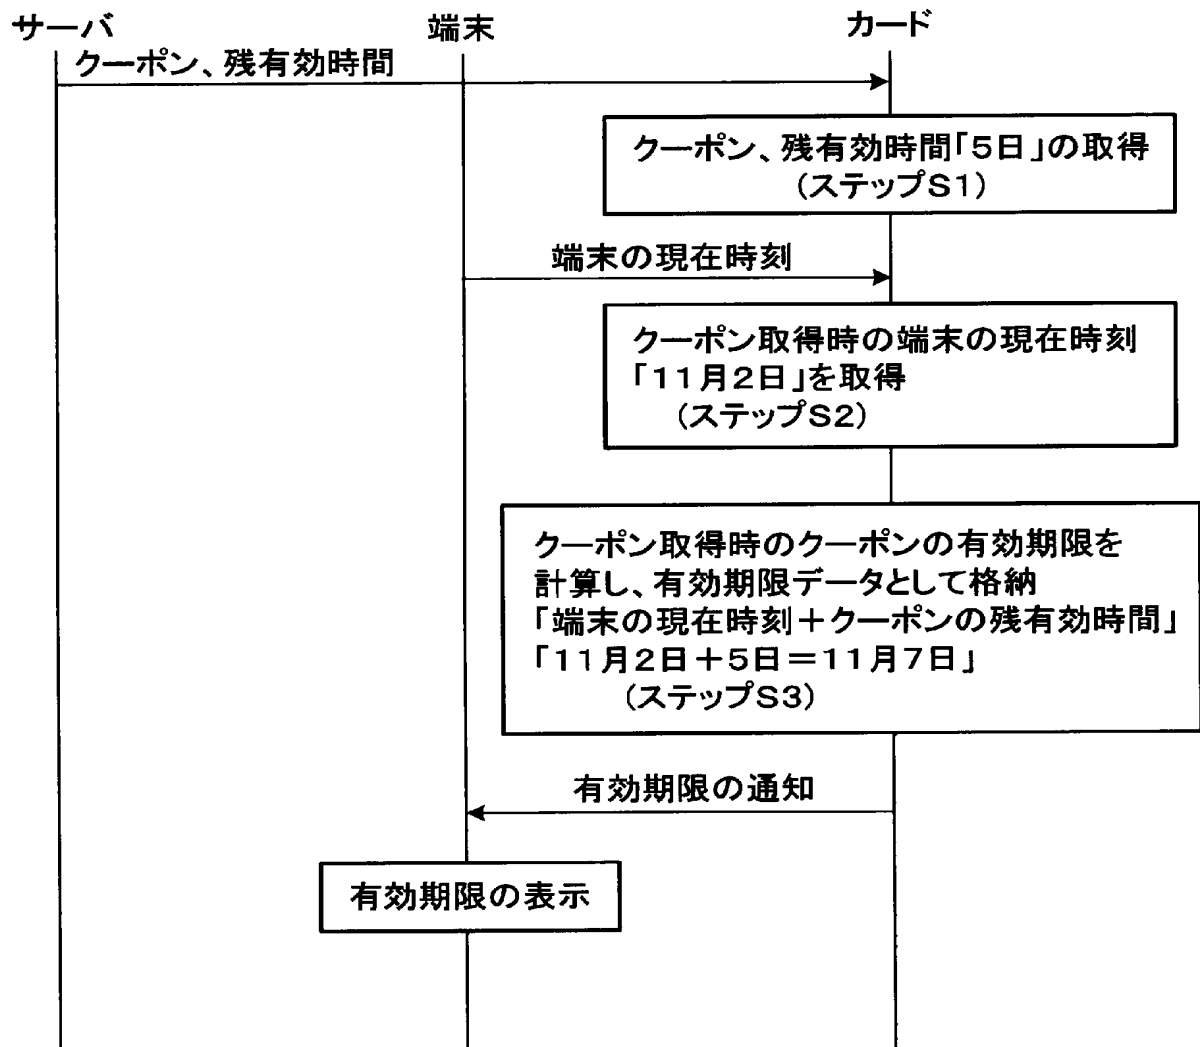 サーバ
端末
カード
クーポン、残有効時間
クーポン、残有効時間「5日」の取得
(ステップS1)
端末の現在時刻
クーポン取得時の端末の現在時刻
「11月2日」を取得
(ステップS2)
クーポン取得時のクーポンの有効期限を
計算し、有効期限データとして格納
「端末の現在時刻+クーポンの残有効時間」
「11月2日+5日=11月7日」
(ステップS3)
有効期限の通知
有効期限の表示